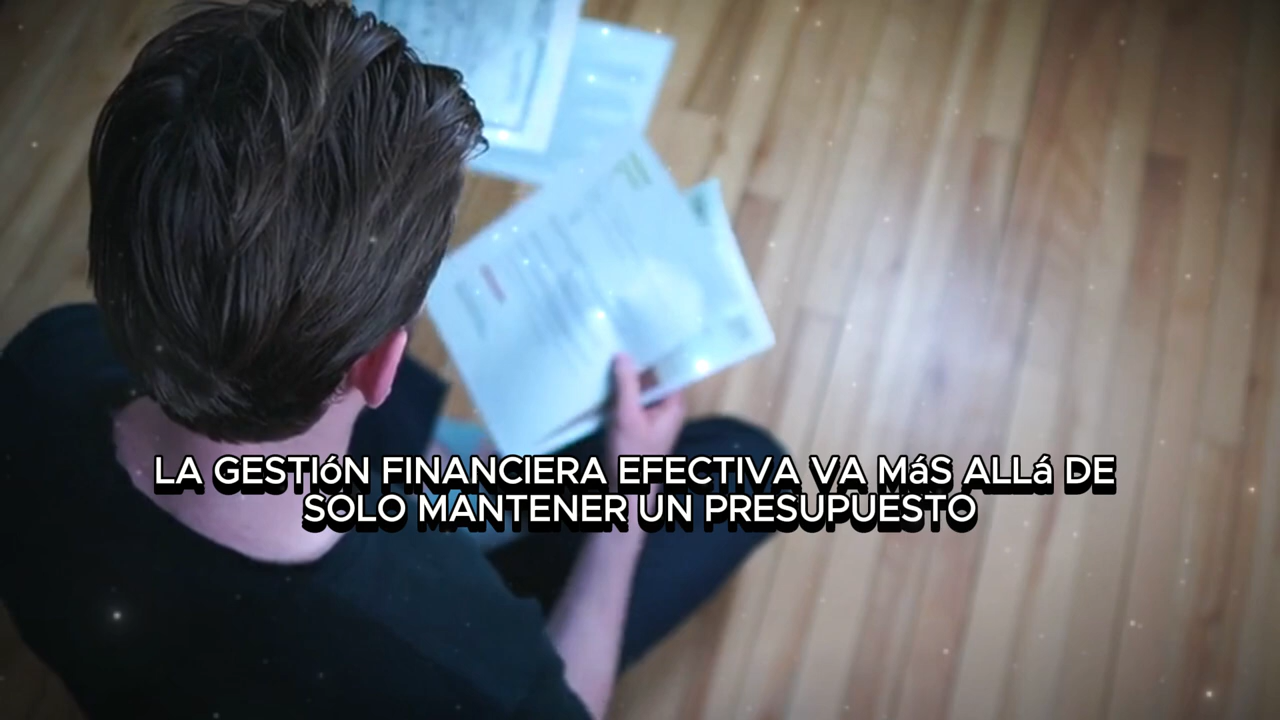 LA GESTIóN FINANCIERA EFECTIVA VA MáS ALLá DE
SOLO MANTENER UN PRESUPUESTO